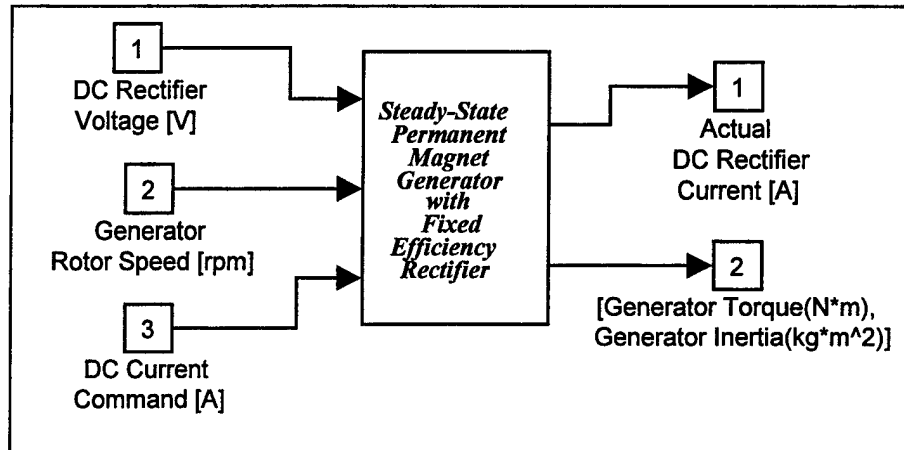 1
DC Rectifier
Voltage [V]
2
Generator
Rotor Speed [rpm]
3
DC Current
Command [A]
Steady-State
Permanent
Magnet
Generator
with
Fixed
Efficiency
Rectifier
1
Actual
DC Rectifier
Current [A]
2
[Generator Torque(N*m),
Generator Inertia(kg*m^2)]